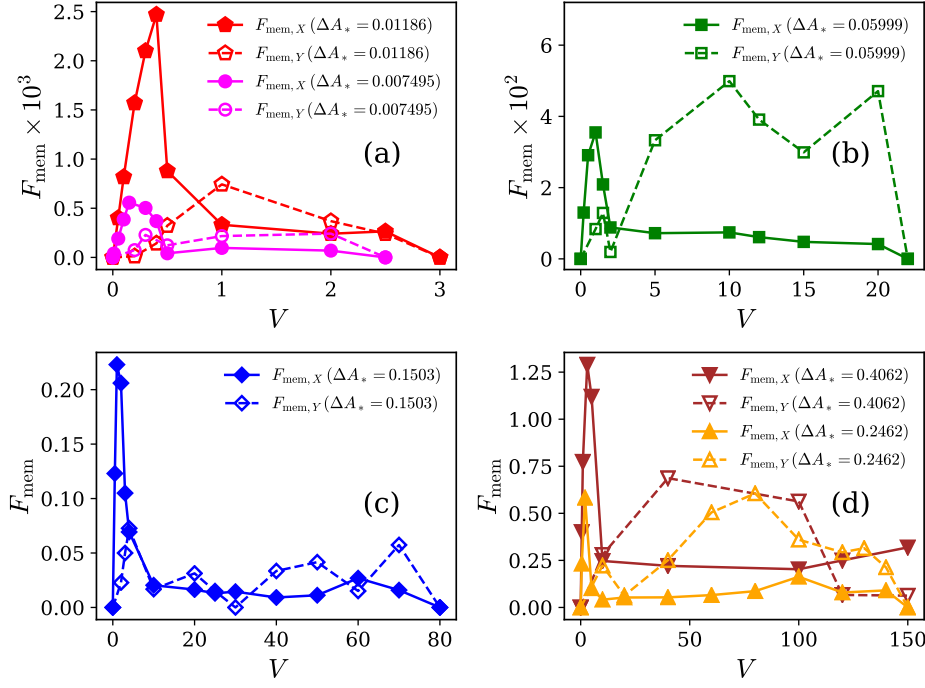 F_mem × 10^3
2.5
2.0
1.5
1.0
0.5
0.0
F_mem, X (ΔA_* = 0.01186)
F_mem, Y (ΔA_* = 0.01186)
F_mem, X (ΔA_* = 0.007495)
F_mem, Y (ΔA_* = 0.007495)
(a)
0 1 2 3
V
F_mem × 10^2
6
4
2
0
F_mem, X (ΔA_* = 0.05999)
F_mem, Y (ΔA_* = 0.05999)
(b)
0 5 10 15 20
V
F_mem
0.20
0.15
0.10
0.05
0.00
F_mem, X (ΔA_* = 0.1503)
F_mem, Y (ΔA_* = 0.1503)
(c)
0 20 40 60 80
V
F_mem
1.25
1.00
0.75
0.50
0.25
0.00
F_mem, X (ΔA_* = 0.4062)
F_mem, Y (ΔA_* = 0.4062)
F_mem, X (ΔA_* = 0.2462)
F_mem, Y (ΔA_* = 0.2462)
(d)
0 50 100 150
V